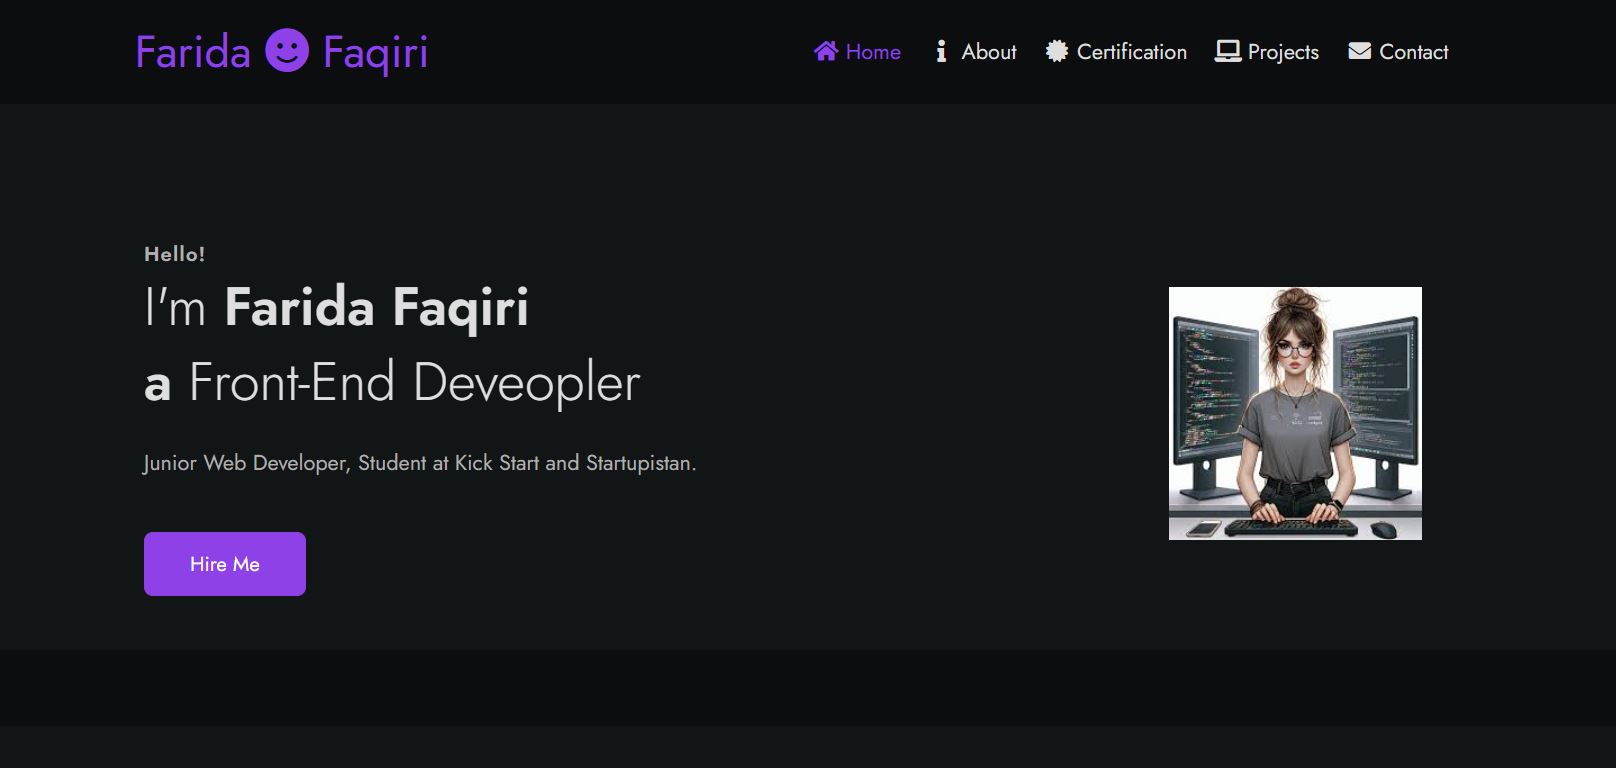 Farida Faqiri
Home About Certification Projects Contact
Hello!
I'm Farida Faqiri
a Front-End Deveopler
Junior Web Developer, Student at Kick Start and Startupistan.
Hire Me